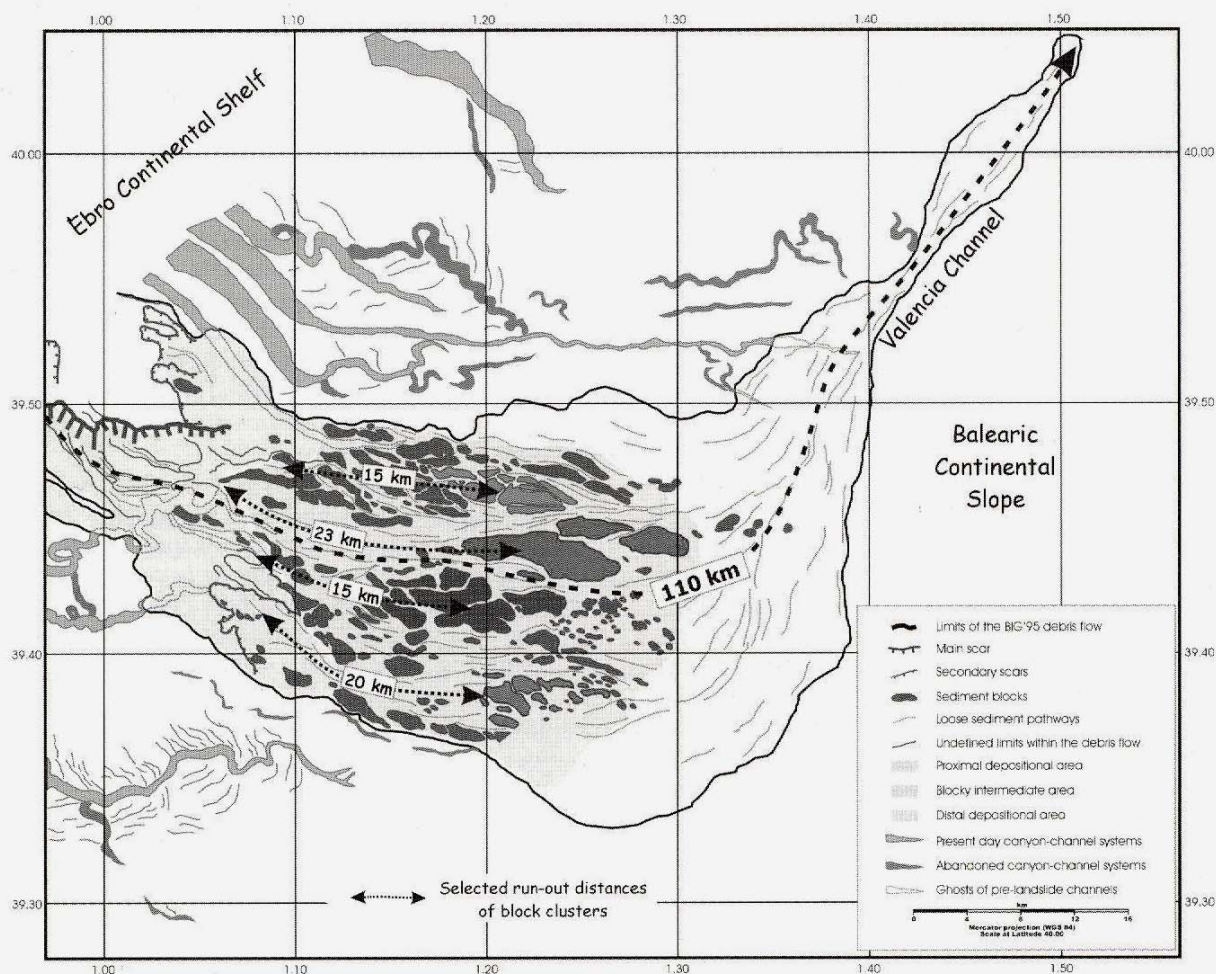 1.00 1.10 1.20 1.30 1.40 1.50
Ebro Continental Shelf
40.00 40.00
Valencia Channel
39.50 39.50
Balearic
Continental
Slope
15 km
23 km
15 km
110 km
20 km
39.40 39.40
Limits of the BIG'95 debris flow
Main scar
Secondary scars
Sediment blocks
Loose sediment pathways
Undefined limits within the debris flow
Proximal depositional area
Blocky intermediate area
Distal depositional area
Present day canyon-channel systems
Abandoned canyon-channel systems
Ghosts of pre-landslide channels
Selected run-out distances
of block clusters
39.30 39.30
km
0 4 8 12 16
Mercator projection (WGS 84)
Scale at Latitude 40.00
1.00 1.10 1.20 1.30 1.40 1.50